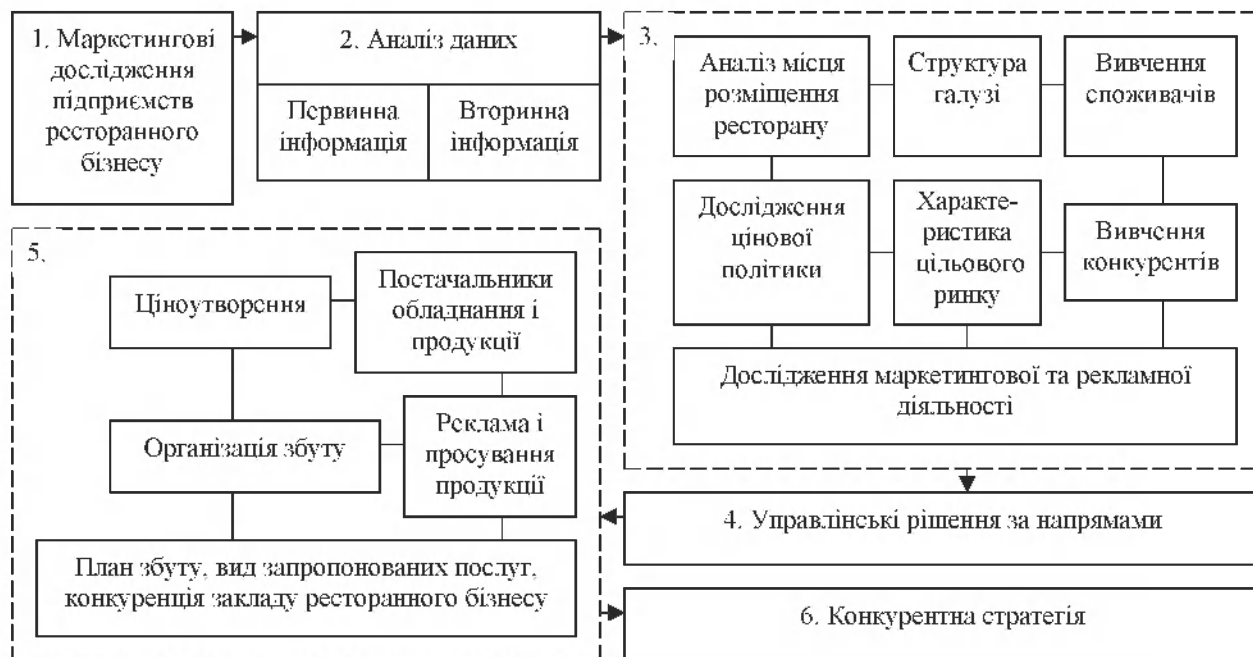 1. Маркетингові
дослідження
підприємств
ресторанного
бізнесу
2. Аналіз даних
Первинна
інформація
Вторинна
інформація
3.
Аналіз місця
розміщення
ресторану
Структура
галузі
Вивчення
споживачів
Дослідження
цінової
політики
Характе-
ристика
цільового
ринку
Вивчення
конкурентів
Дослідження маркетингової та рекламної
діяльності
4. Управлінські рішення за напрямами
5.
Ціноутворення
Постачальники
обладнання і
продукції
Організація збуту
Реклама і
просування
продукції
План збуту, вид запропонованих послуг,
конкуренція закладу ресторанного бізнесу
6. Конкурентна стратегія